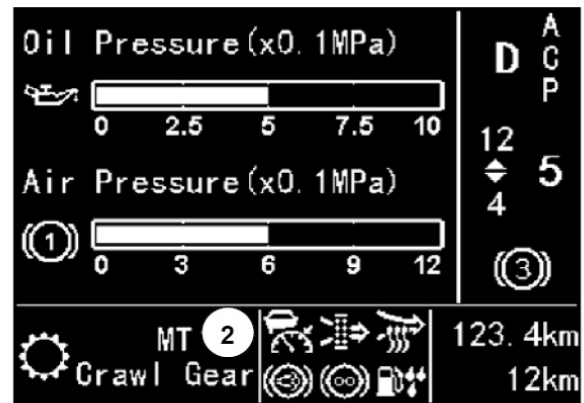 Oil Pressure(x0.1MPa)
0 2.5 5 7.5 10
Air Pressure(x0.1MPa)
1
0 3 6 9 12
D
A
C
P
12
4
5
3
MT 2
Crawl Gear
123.4km
12km